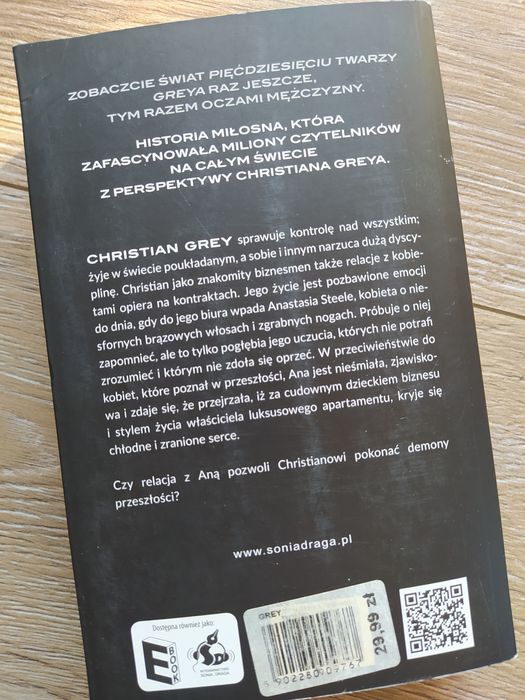 ZOBACZCIE ŚWIAT PIĘĆDZIESIĘCIU TWARZY
GREYA RAZ JESZCZE,
TYM RAZEM OCZAMI MĘŻCZYZNY.
HISTORIA MIŁOSNA, KTÓRA
ZAFASCYNOWAŁA MILIONY CZYTELNIKÓW
NA CAŁYM ŚWIECIE
Z PERSPEKTYWY CHRISTIANA GREYA.
CHRISTIAN GREY sprawuje kontrolę nad wszystkim;
żyje w świecie poukładanym, a sobie i innym narzuca dużą dyscy-
plinę. Christian jako znakomity biznesmen także relacje z kobie-
tami opiera na kontraktach. Jego życie jest pozbawione emocji
do dnia, gdy do jego biura wpada Anastasia Steele, kobieta o nie-
sfornych brązowych włosach i zgrabnych nogach. Próbuje o niej
zapomnieć, ale to tylko pogłębia jego uczucia, których nie potrafi
zrozumieć i którym nie zdoła się oprzeć. W przeciwieństwie do
kobiet, które poznał w przeszłości, Ana jest nieśmiała, zjawisko-
wa i zdaje się, że przejrzała, iż za cudownym dzieckiem biznesu
i stylem życia właściciela luksusowego apartamentu, kryje się
chłodne i zranione serce.
Czy relacja z Aną pozwoli Christianowi pokonać demony
przeszłości?
www.soniadraga.pl
Dostępna również jako:
E BOOK
WYDAWNICTWO
SONIA DRAGA
GREY
29,99 zł